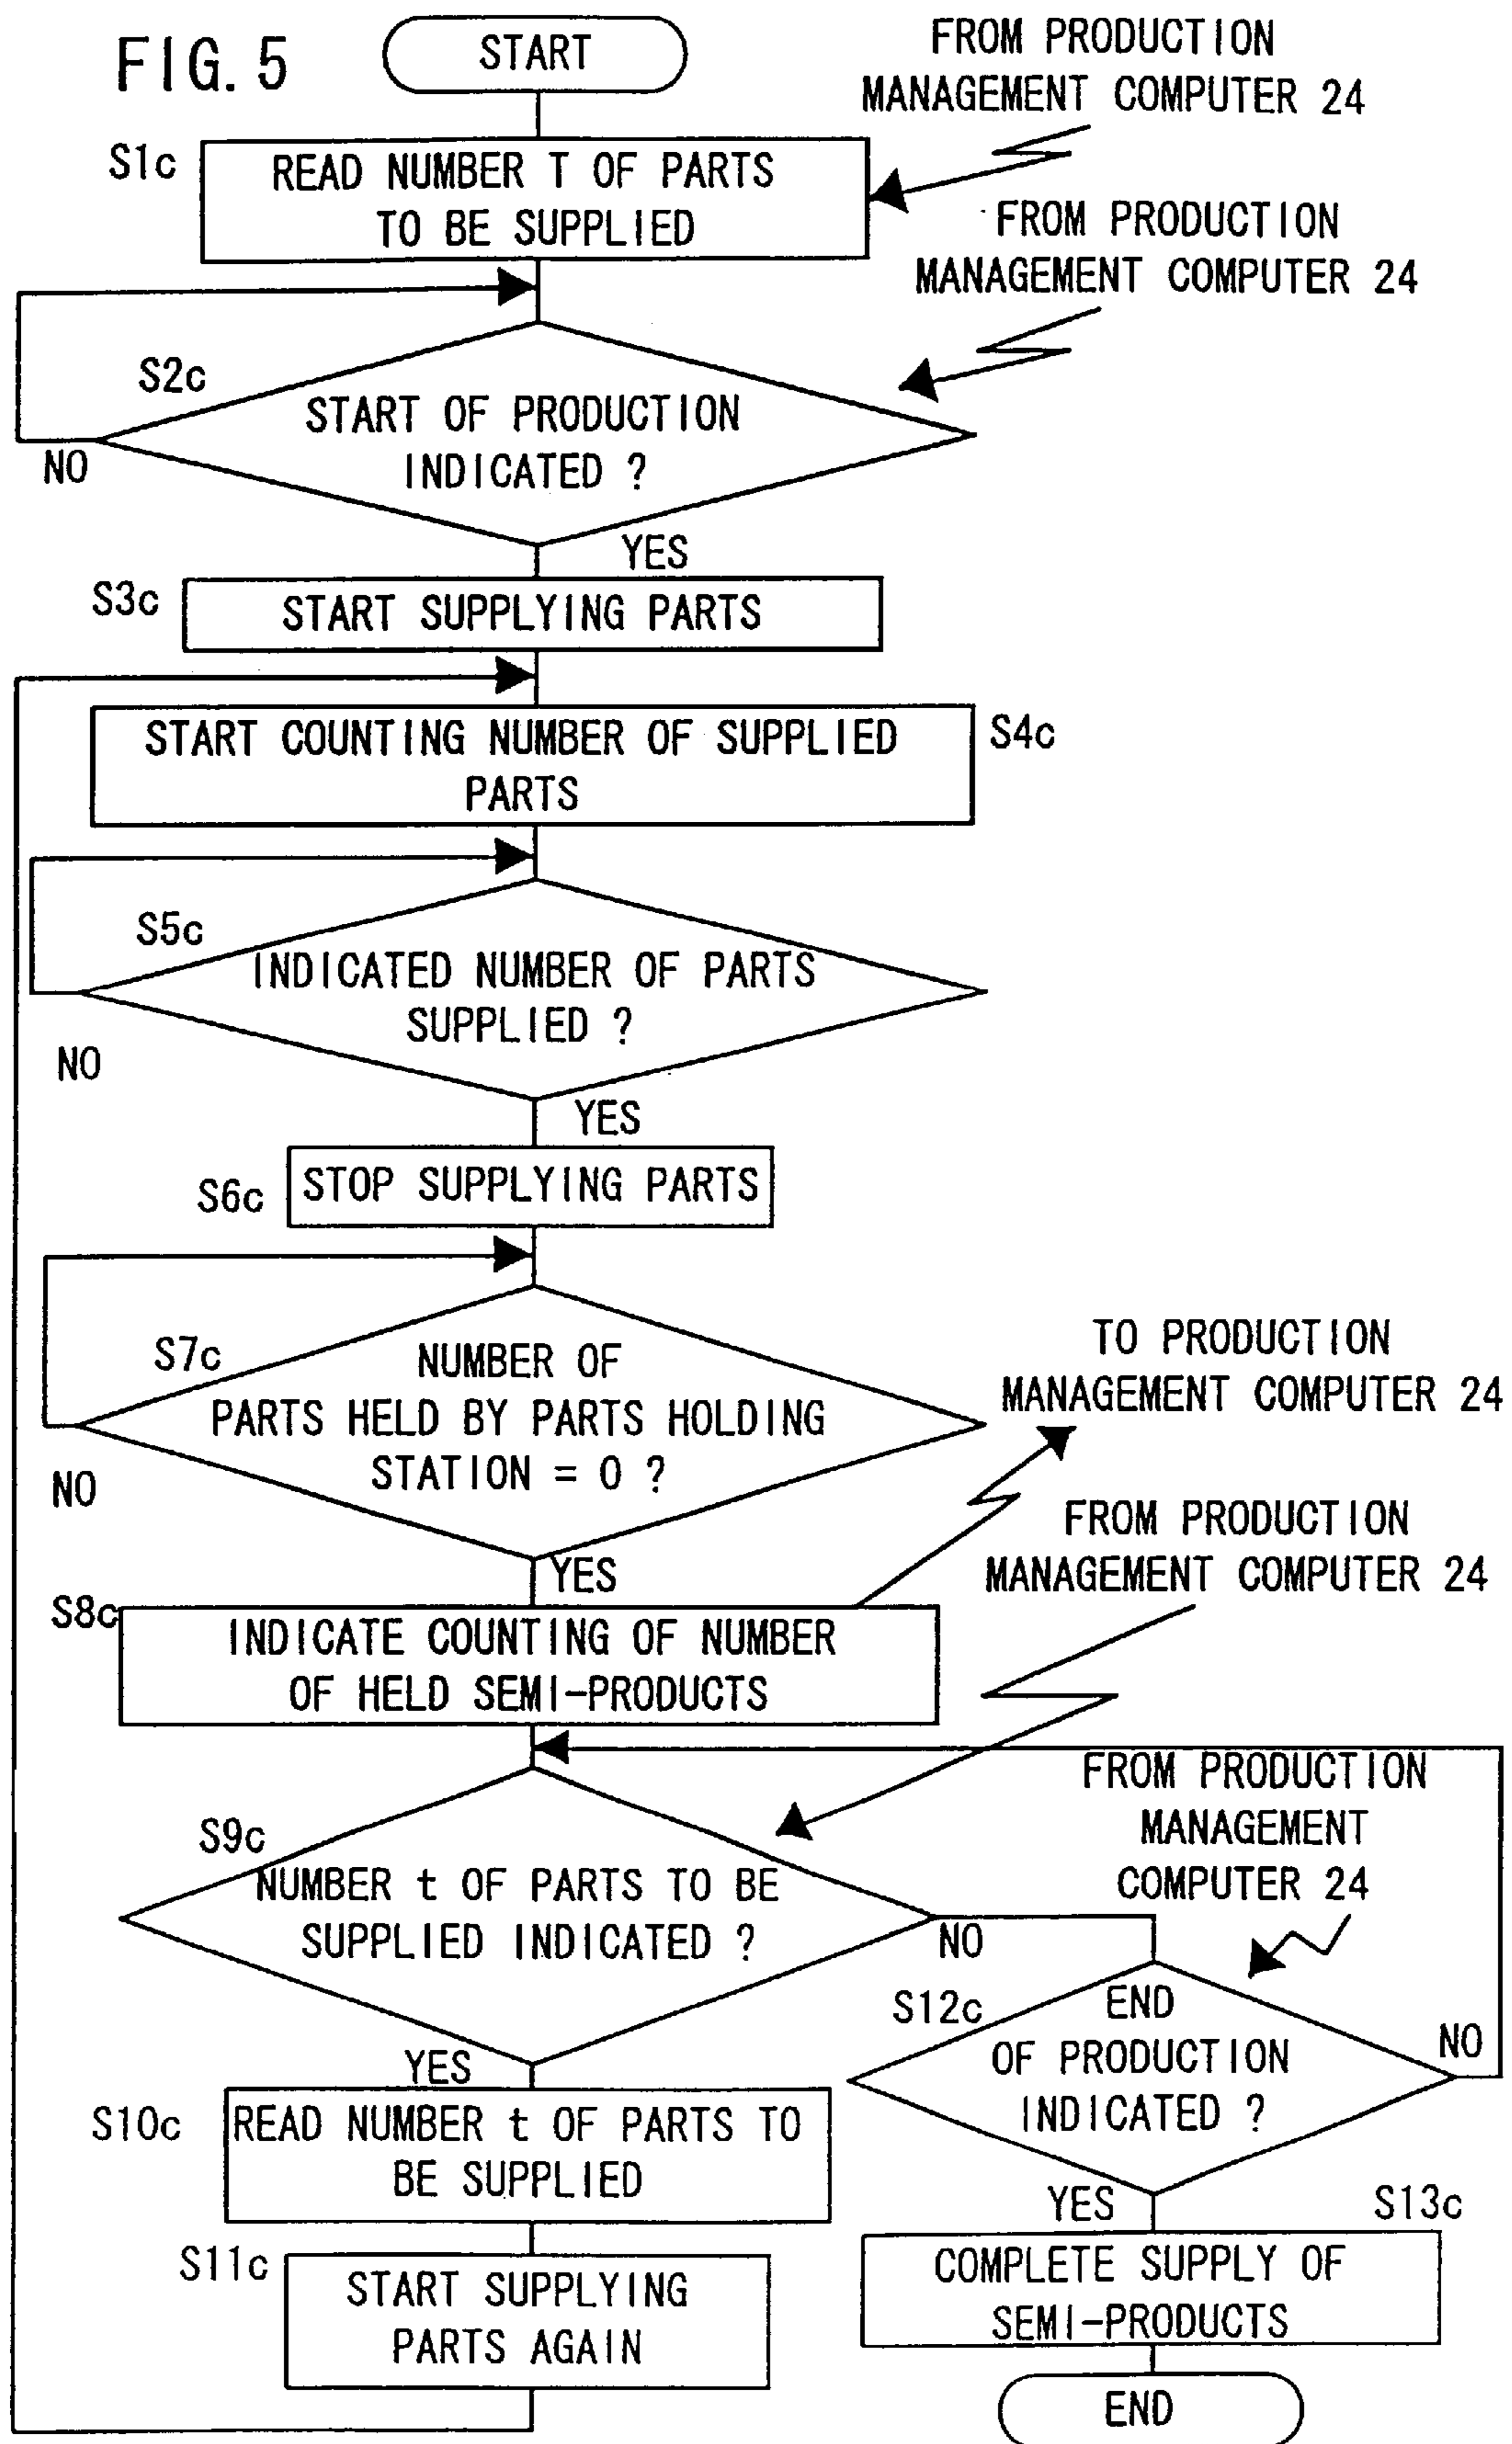 FIG. 5
START
FROM PRODUCTION
MANAGEMENT COMPUTER 24
S1c
READ NUMBER T OF PARTS
TO BE SUPPLIED
FROM PRODUCTION
MANAGEMENT COMPUTER 24
S2c
START OF PRODUCTION
INDICATED ?
NO
YES
S3c
START SUPPLYING PARTS
START COUNTING NUMBER OF SUPPLIED
PARTS
S4c
S5c
INDICATED NUMBER OF PARTS
SUPPLIED ?
NO
YES
S6c
STOP SUPPLYING PARTS
S7c
NUMBER OF
PARTS HELD BY PARTS HOLDING
STATION = 0 ?
NO
YES
TO PRODUCTION
MANAGEMENT COMPUTER 24
FROM PRODUCTION
MANAGEMENT COMPUTER 24
S8c
INDICATE COUNTING OF NUMBER
OF HELD SEMI-PRODUCTS
FROM PRODUCTION
MANAGEMENT
COMPUTER 24
S9c
NUMBER t OF PARTS TO BE
SUPPLIED INDICATED ?
NO
YES
S12c
END
OF PRODUCTION
INDICATED ?
NO
YES
S10c
READ NUMBER t OF PARTS TO
BE SUPPLIED
S13c
COMPLETE SUPPLY OF
SEMI-PRODUCTS
S11c
START SUPPLYING
PARTS AGAIN
END